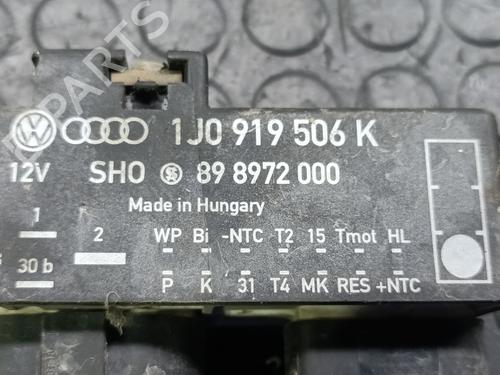 1J0 919 506 K
12V SHO 89 8972 000
Made in Hungary
1 2 WP Bi -NTC T2 15 Tmot HL
30 b P K 31 T4 MK RES +NTC